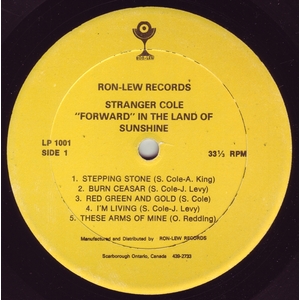 RON-LEW RECORDS
STRANGER COLE
"FORWARD" IN THE LAND OF
SUNSHINE
LP 1001
SIDE 1
33⅓ RPM
1. STEPPING STONE (S. Cole-A. King)
2. BURN CEASAR (S. Cole-J. Levy)
3. RED GREEN AND GOLD (S. Cole)
4. I'M LIVING (S. Cole-J. Levy)
5. THESE ARMS OF MINE (O. Redding)
Manufactured and Distributed by RON-LEW RECORDS
Scarborough Ontario, Canada 439-2733